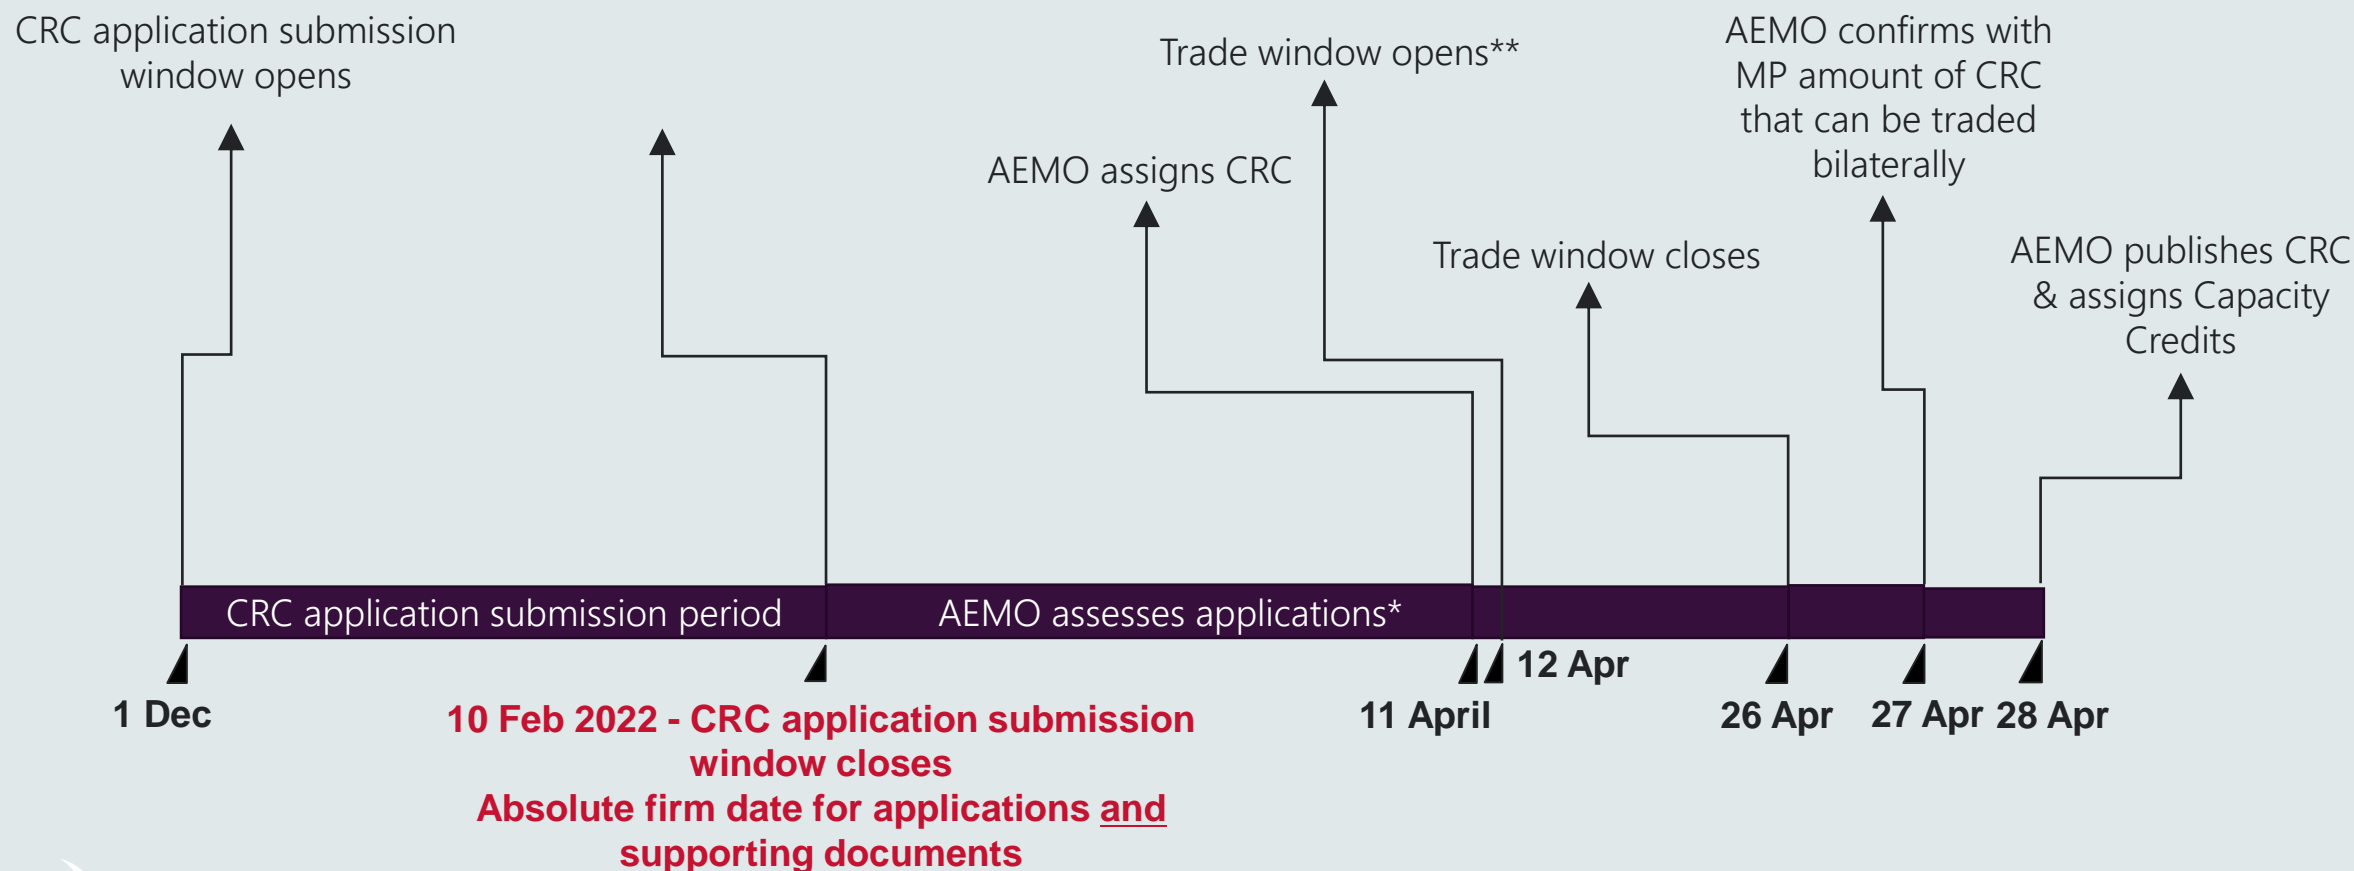 CRC application submission
window opens
Trade window opens**
AEMO assigns CRC
Trade window closes
AEMO confirms with
MP amount of CRC
that can be traded
bilaterally
AEMO publishes CRC
& assigns Capacity
Credits
CRC application submission period
AEMO assesses applications*
1 Dec
10 Feb 2022 - CRC application submission
window closes
Absolute firm date for applications and
supporting documents
11 April
12 Apr
26 Apr
27 Apr
28 Apr